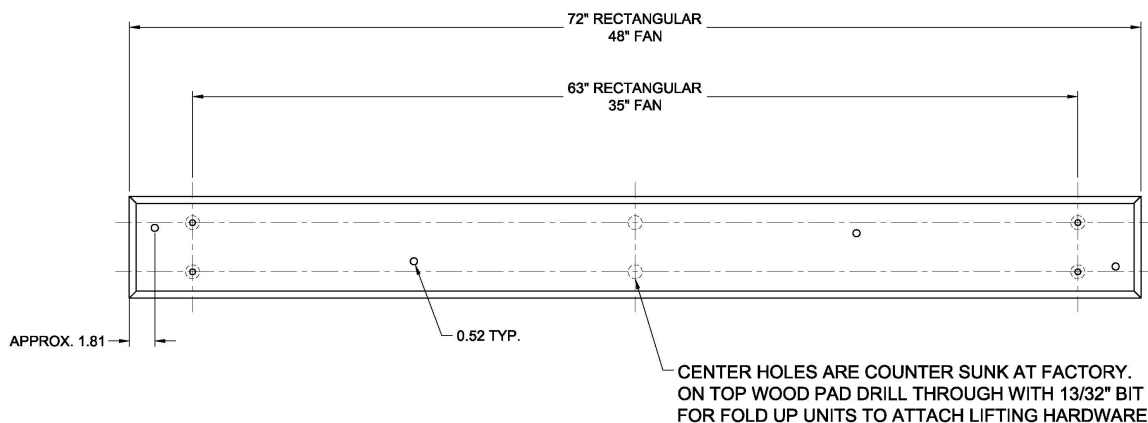 72" RECTANGULAR
48" FAN
63" RECTANGULAR
35" FAN
APPROX. 1.81
0.52 TYP.
CENTER HOLES ARE COUNTER SUNK AT FACTORY.
ON TOP WOOD PAD DRILL THROUGH WITH 13/32" BIT
FOR FOLD UP UNITS TO ATTACH LIFTING HARDWARE